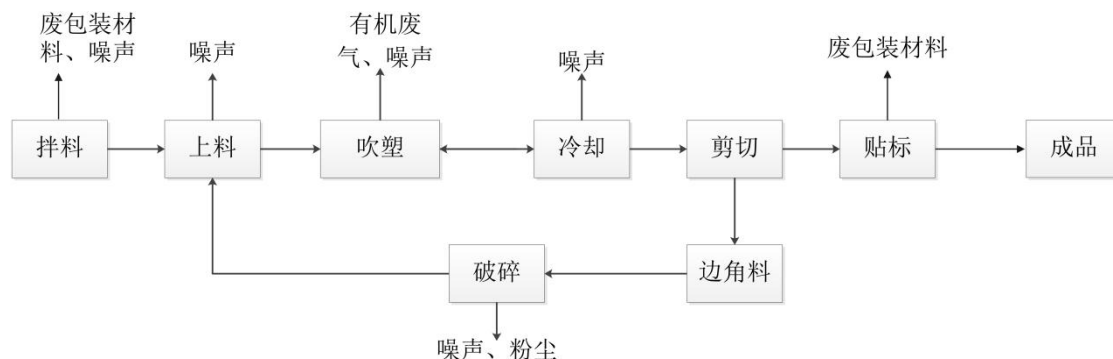 废包装材
料、噪声
噪声
有机废
气、噪声
噪声
废包装材料
拌料
上料
吹塑
冷却
剪切
贴标
成品
破碎
边角料
噪声、粉尘